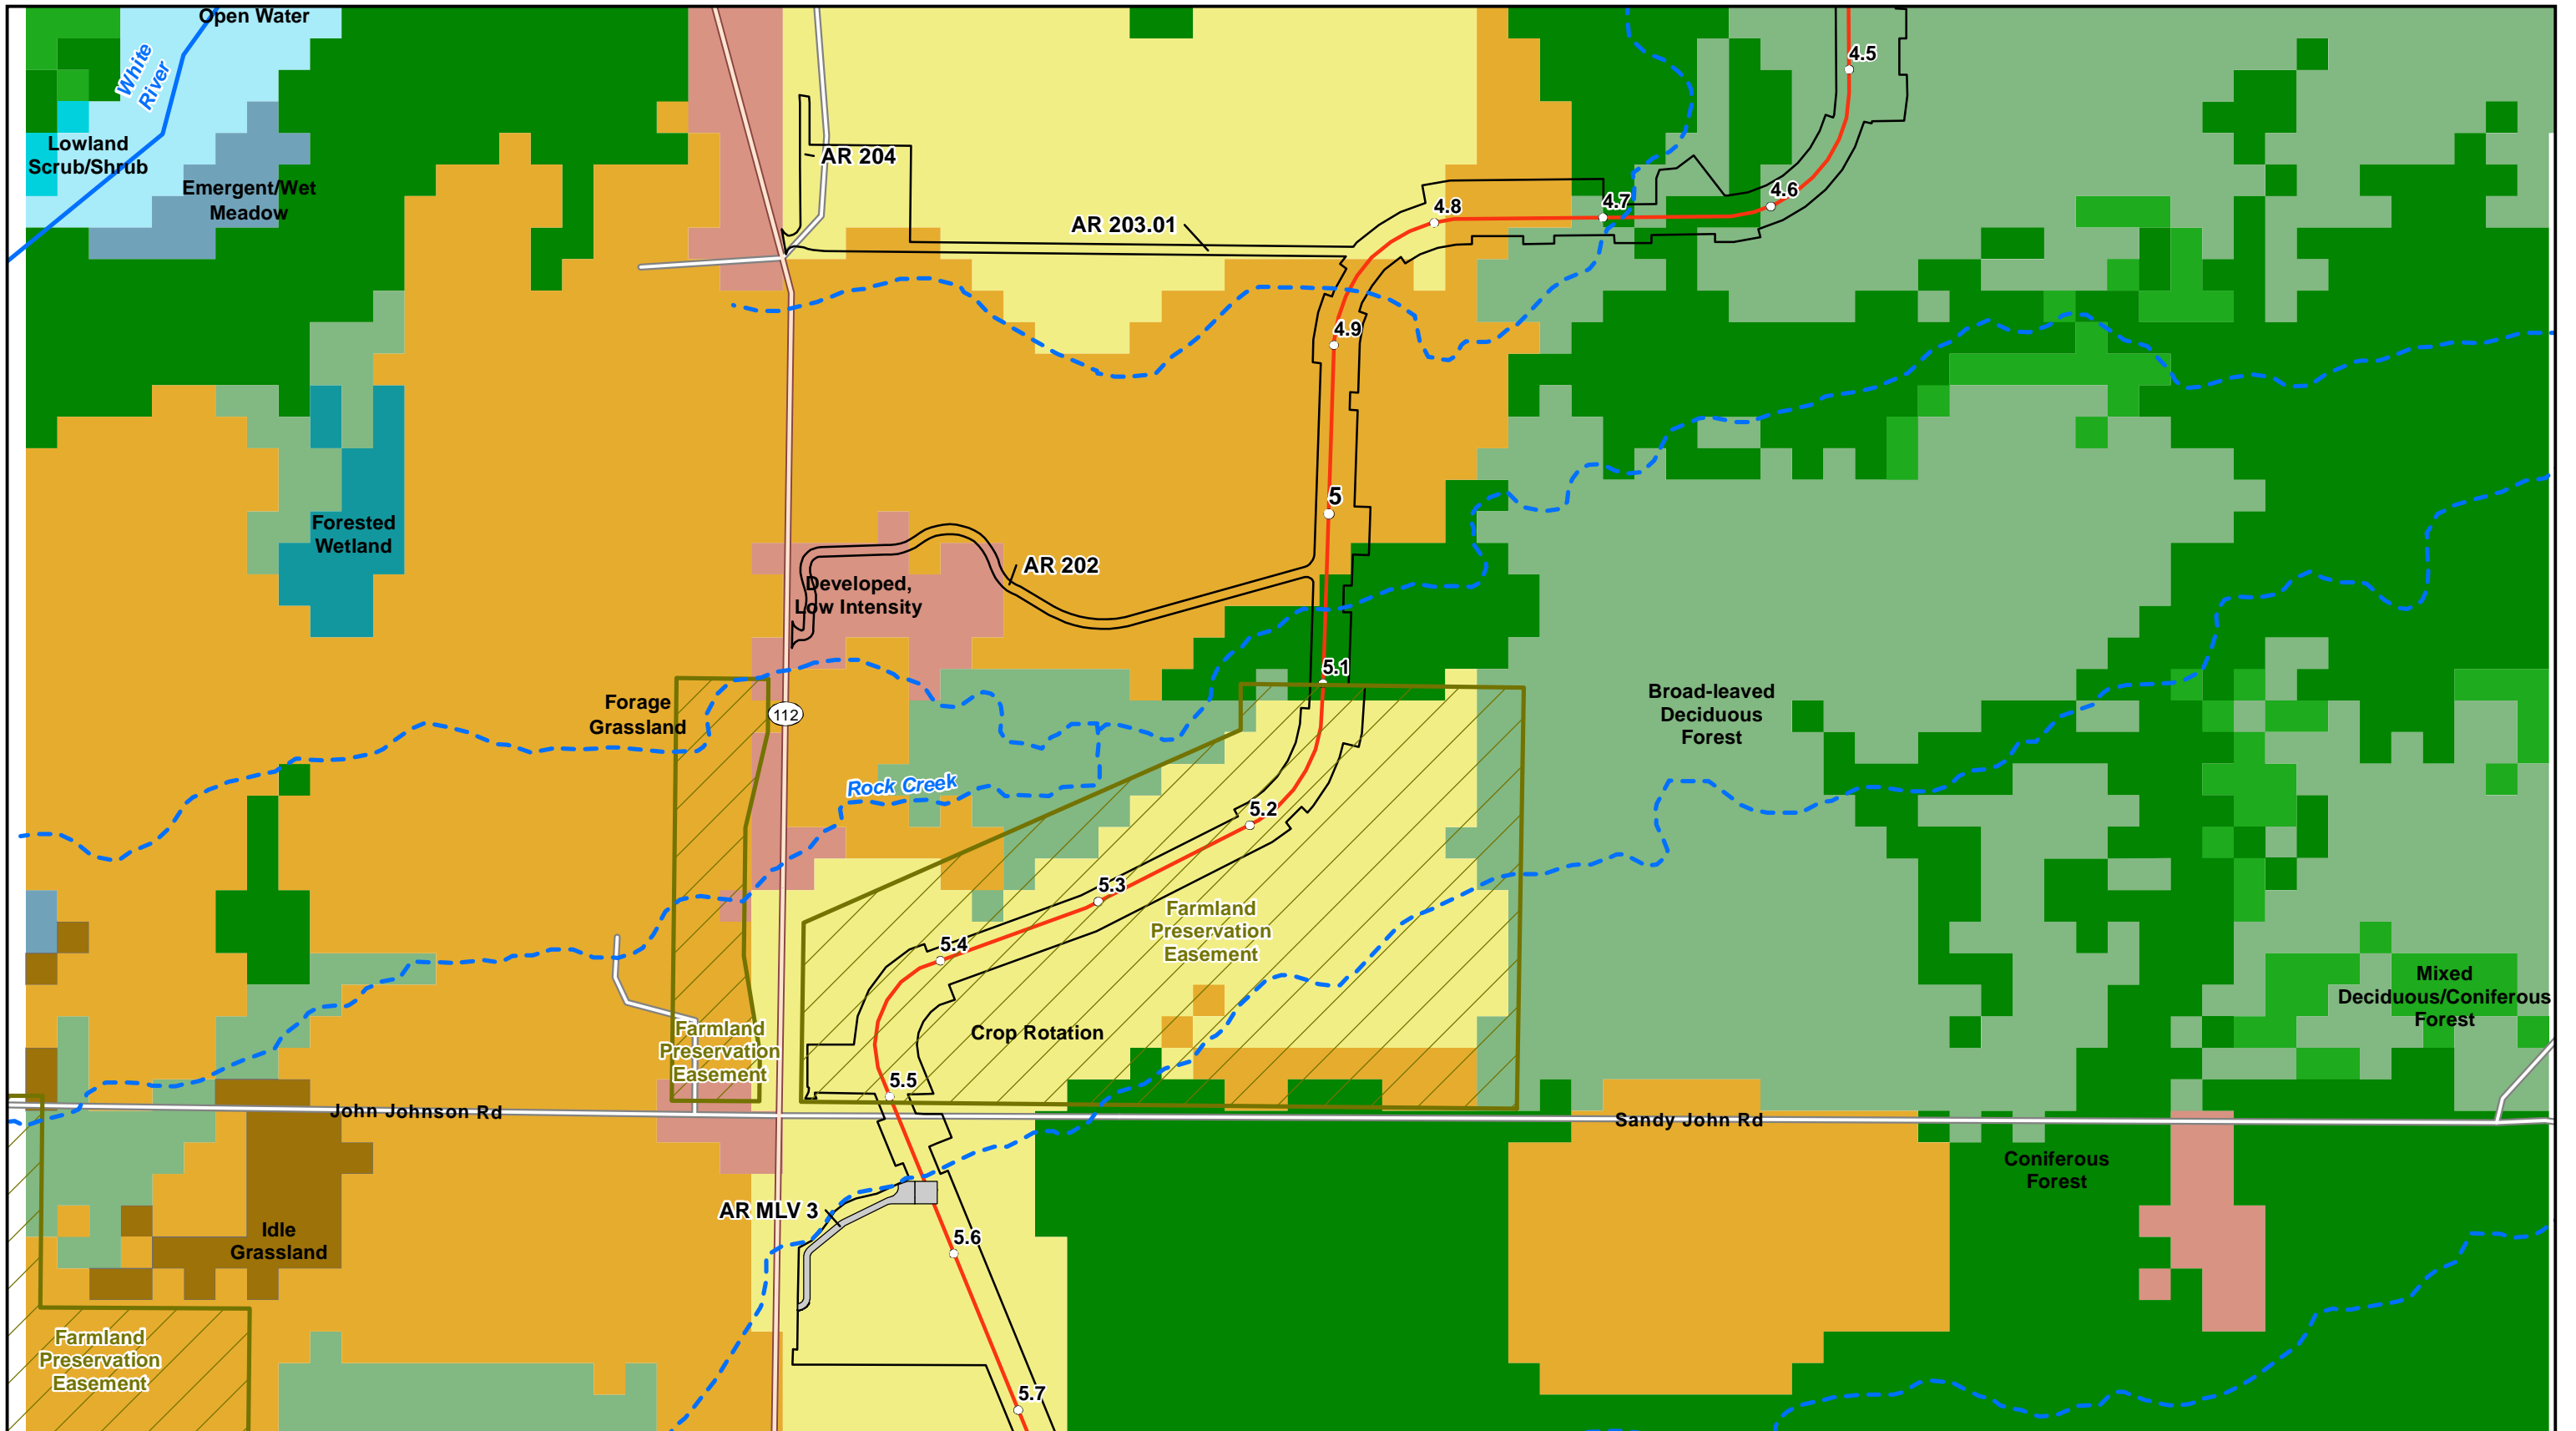 Open Water
White
River
4.5
Lowland
Scrub/Shrub
AR 204
Emergent/Wet
Meadow
4.6
4.7
4.8
AR 203.01
4.9
5
Forested
Wetland
AR 202
Developed,
Low Intensity
5.1
Forage
Grassland
112
Broad-leaved
Deciduous
Forest
Rock Creek
5.2
5.3
Farmland
Preservation
Easement
5.4
Mixed
Deciduous/Coniferous
Forest
Crop Rotation
Farmland
Preservation
Easement
5.5
John Johnson Rd
Sandy John Rd
Coniferous
Forest
AR MLV 3
Idle
Grassland
5.6
Farmland
Preservation
Easement
5.7